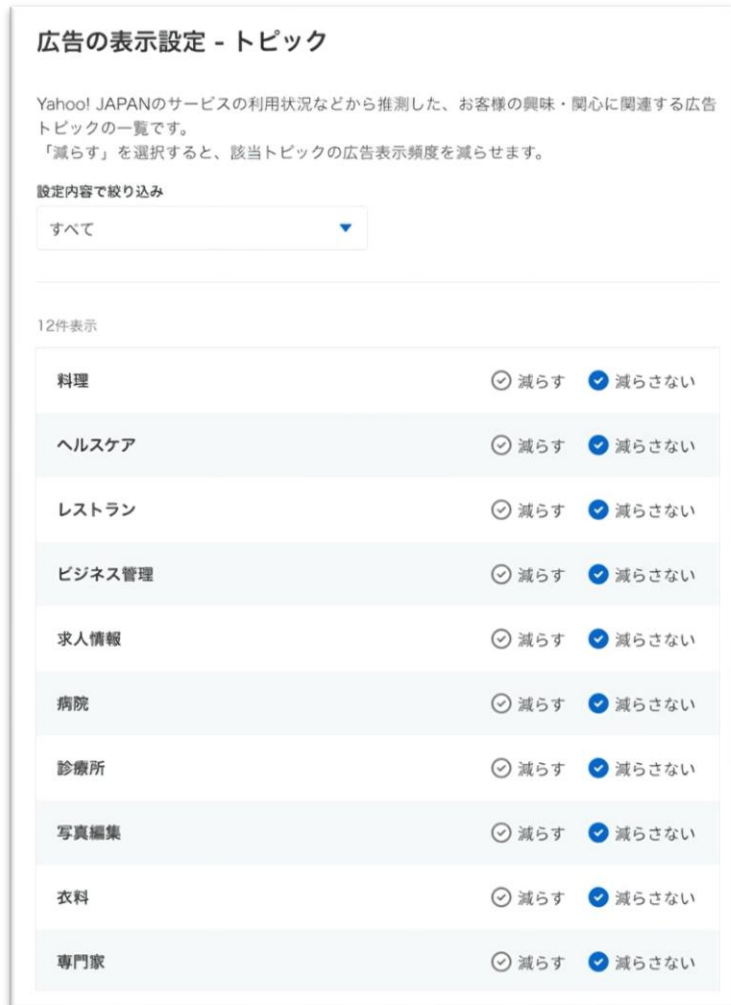 広告の表示設定 - トピック
Yahoo! JAPANのサービスの利用状況などから推測した、お客様の興味・関心に関連する広告
トピックの一覧です。
「減らす」を選択すると、該当トピックの広告表示頻度を減らせます。
設定内容で絞り込み
すべて
12件表示
料理 減らす 減らさない
ヘルスケア 減らす 減らさない
レストラン 減らす 減らさない
ビジネス管理 減らす 減らさない
求人情報 減らす 減らさない
病院 減らす 減らさない
診療所 減らす 減らさない
写真編集 減らす 減らさない
衣料 減らす 減らさない
専門家 減らす 減らさない